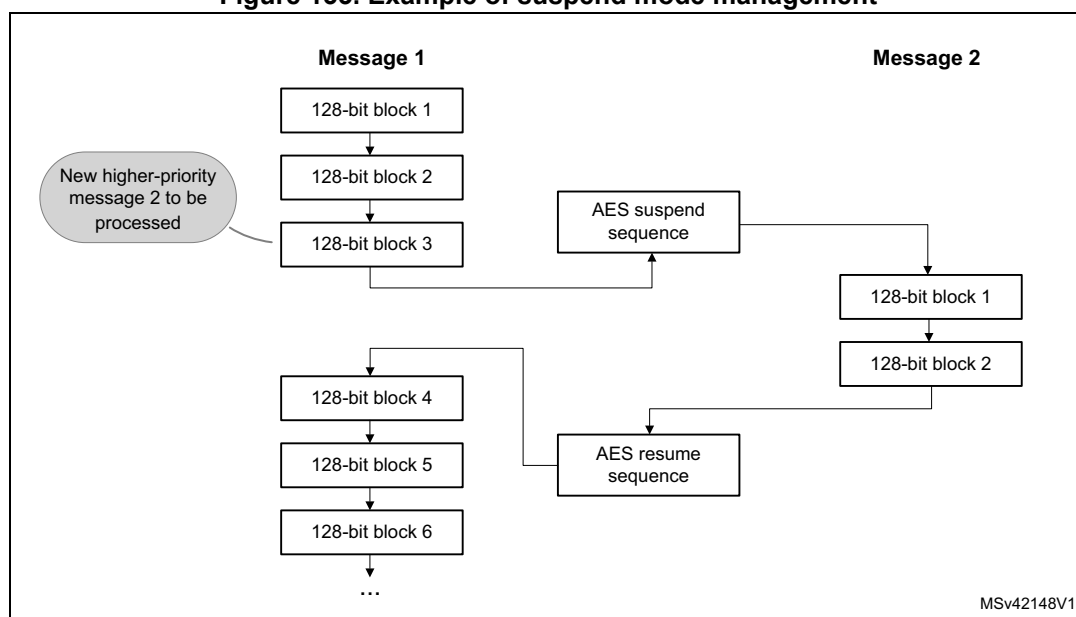 Figure Example of suspend mode management
Message 1
Message 2
128-bit block 1
128-bit block 2
128-bit block 3
New higher-priority
message 2 to be
processed
AES suspend
sequence
128-bit block 1
128-bit block 2
AES resume
sequence
128-bit block 4
128-bit block 5
128-bit block 6
...
MSv42148V1